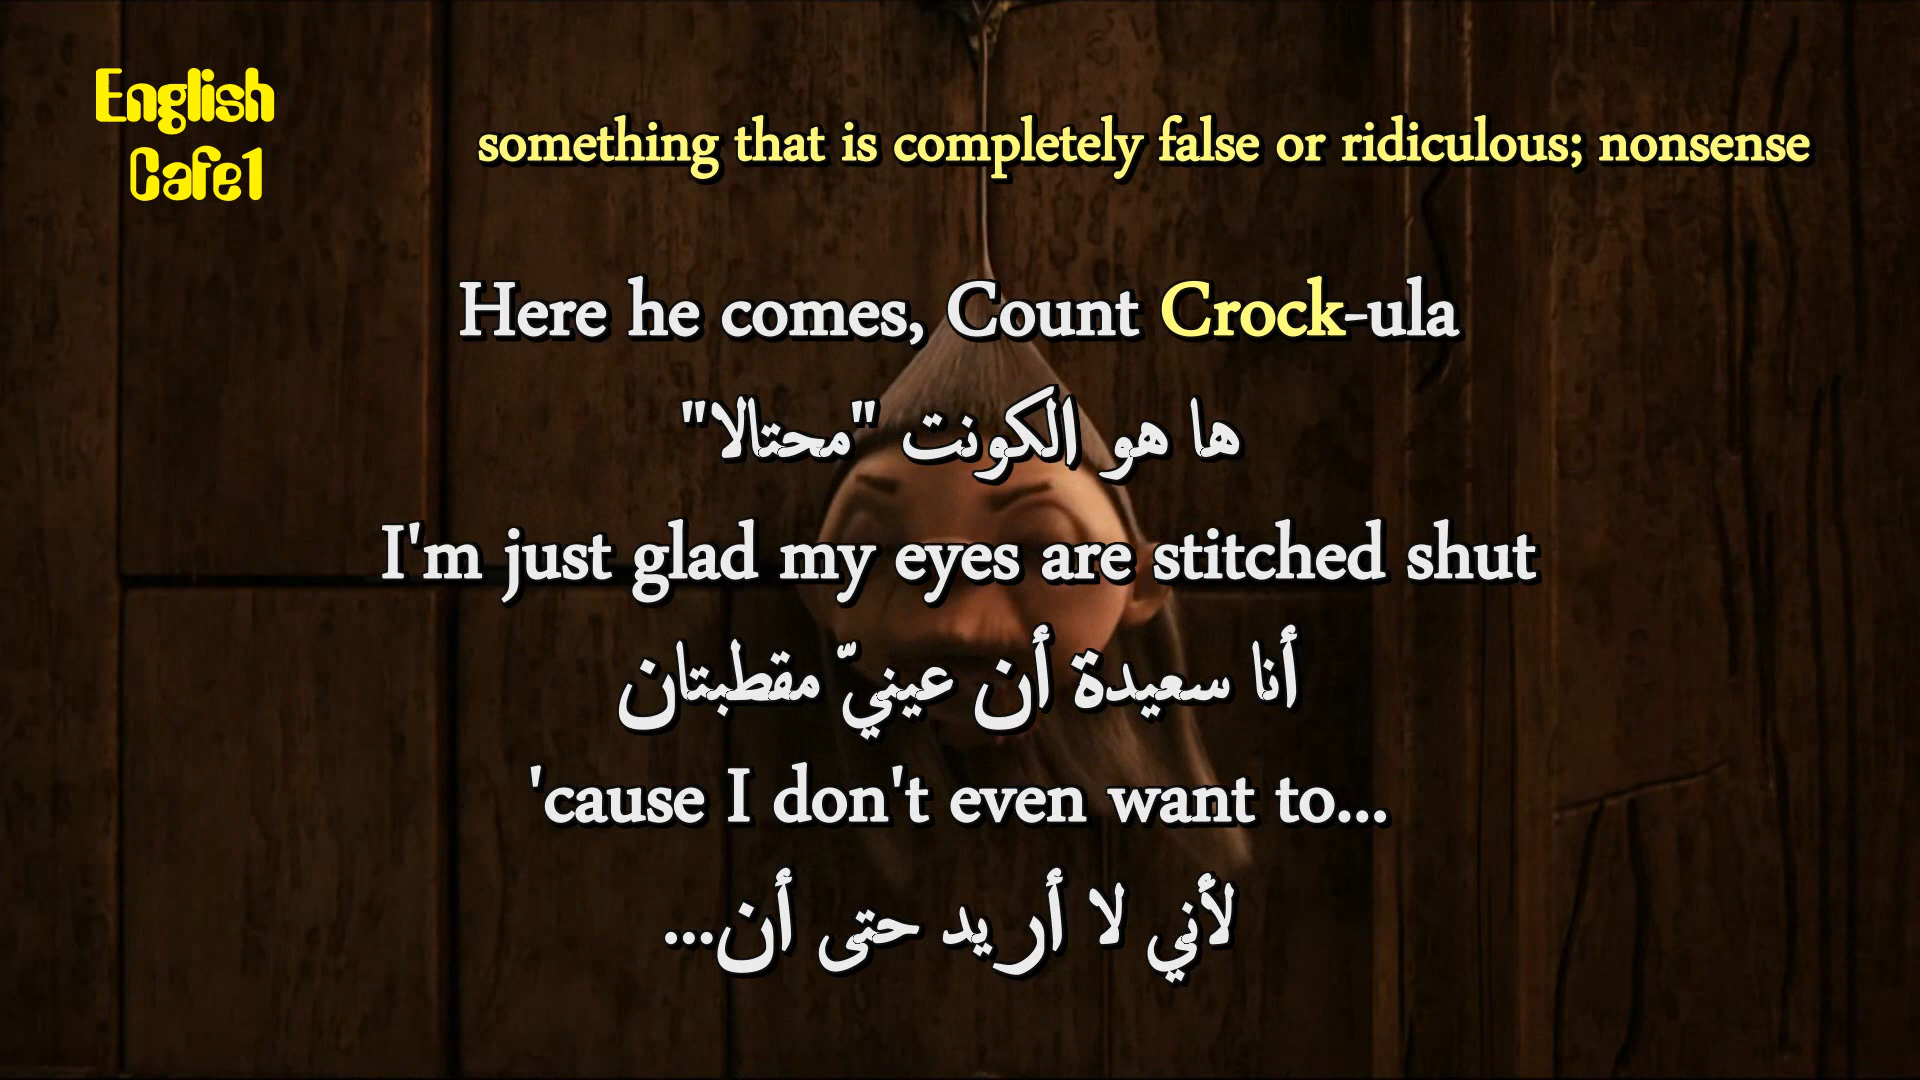 English
Cafe1
something that is completely false or ridiculous; nonsense
Here he comes, Count Crock-ula
ها هو الكونت "محتالا"
I'm just glad my eyes are stitched shut
أنا سعيدة أن عينيّ مقطبتان
'cause I don't even want to...
لأني لا أريد حتى أن...